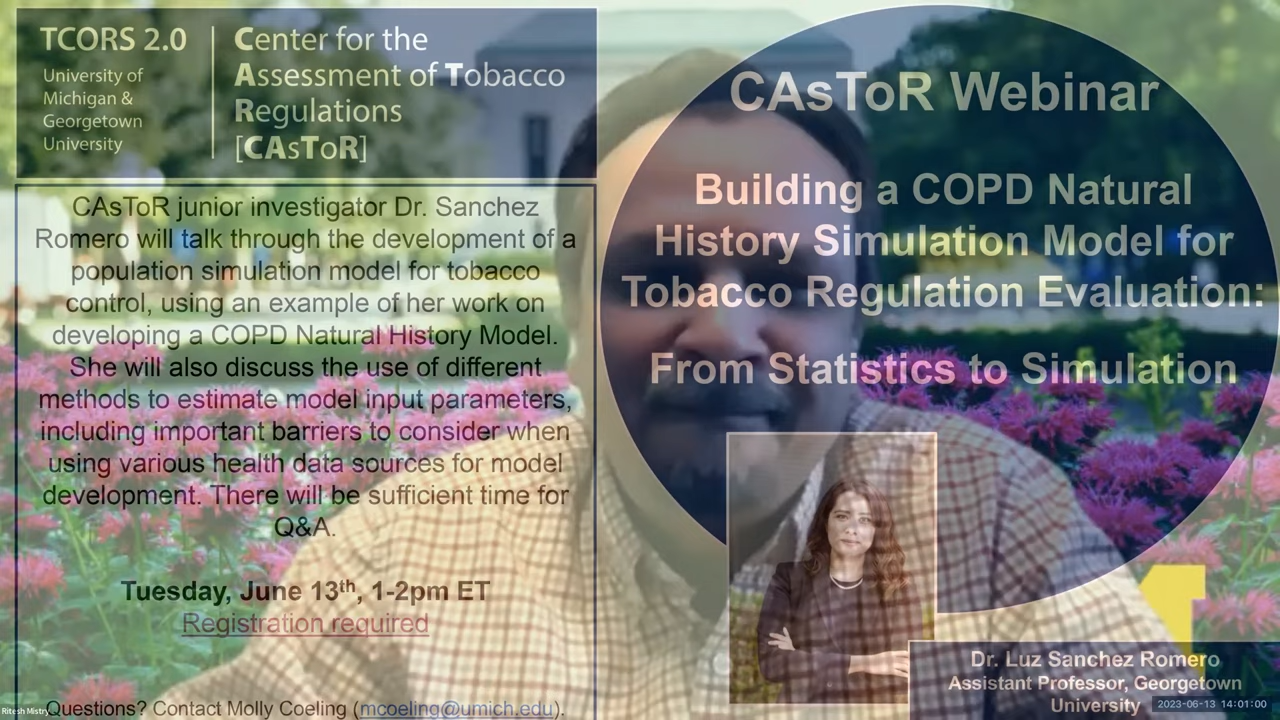 TCORS 2.0
University of
Michigan &
Georgetown
University
Center for the
Assessment of Tobacco
Regulations
[CAsToR]
CAsToR junior investigator Dr. Sanchez
Romero will talk through the development of a
population simulation model for tobacco
control, using an example of her work on
developing a COPD Natural History Model.
She will also discuss the use of different
methods to estimate model input parameters,
including important barriers to consider when
using various health data sources for model
development. There will be sufficient time for
Q&A.
Tuesday, June 13th, 1-2pm ET
Registration required
Questions? Contact Molly Coeling (mcoeling@umich.edu).
CAsToR Webinar
Building a COPD Natural
History Simulation Model for
Tobacco Regulation Evaluation:
From Statistics to Simulation
Dr. Luz Sanchez Romero
Assistant Professor, Georgetown
University
Ritesh Mistry
2023-06-13 14:01:00